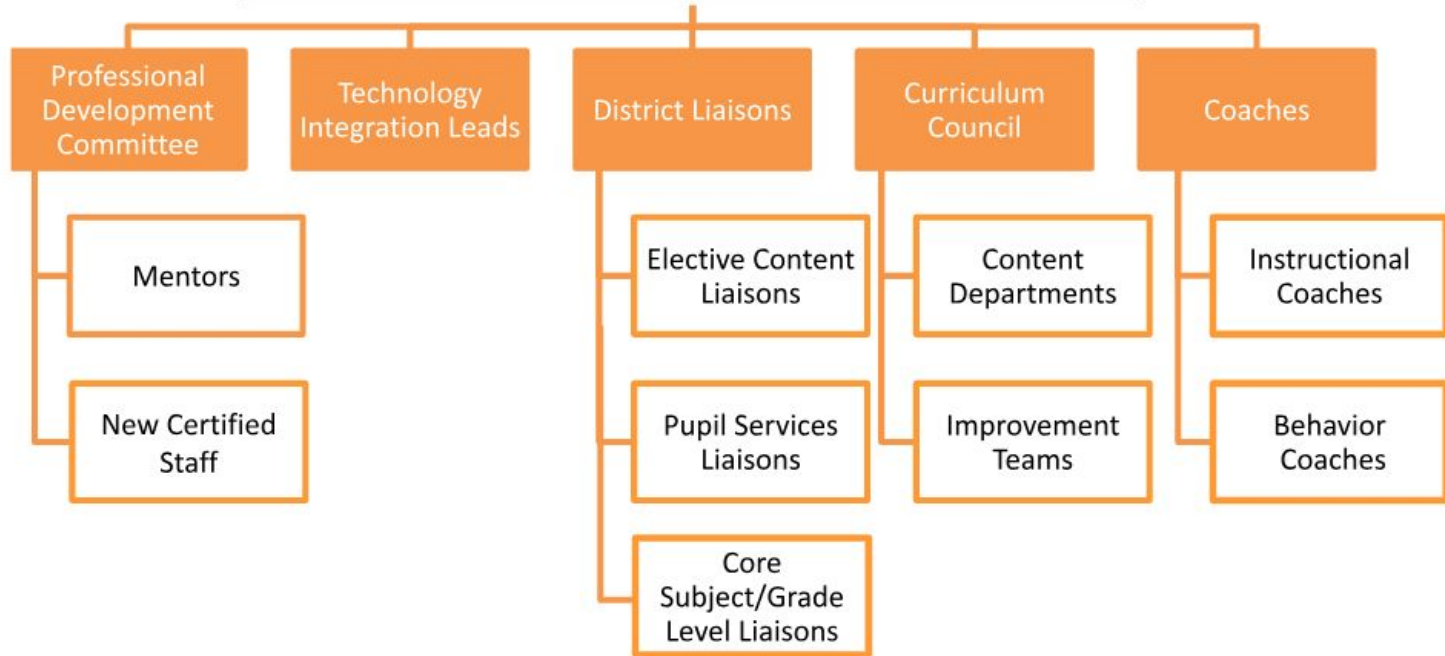 Professional
Development
Committee
Technology
Integration Leads
District Liaisons
Curriculum
Council
Coaches
Mentors
New Certified
Staff
Elective Content
Liaisons
Pupil Services
Liaisons
Core
Subject/Grade
Level Liaisons
Content
Departments
Improvement
Teams
Instructional
Coaches
Behavior
Coaches